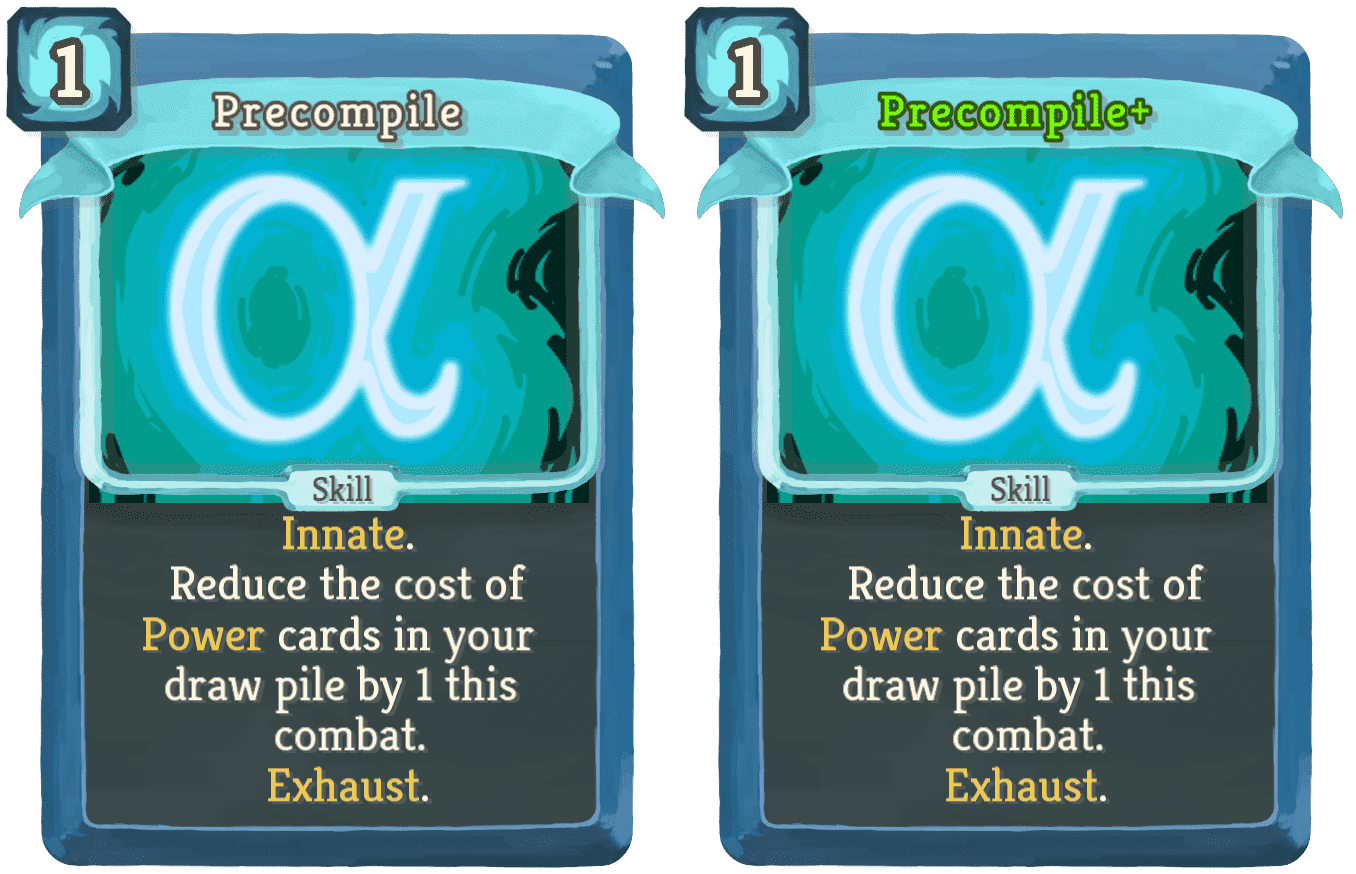 1
Precompile
α
Skill
Innate.
Reduce the cost of
Power cards in your
draw pile by 1 this
combat.
Exhaust.
1
Precompile+
α
Skill
Innate.
Reduce the cost of
Power cards in your
draw pile by 1 this
combat.
Exhaust.